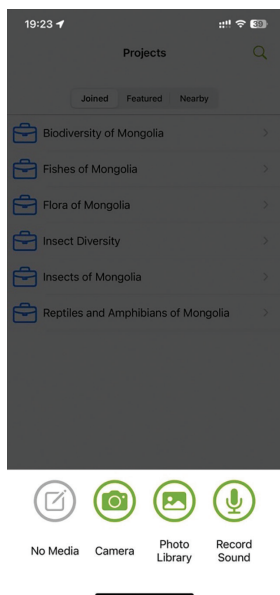 19:23
39
Projects
Joined Featured Nearby
Biodiversity of Mongolia
Fishes of Mongolia
Flora of Mongolia
Insect Diversity
Insects of Mongolia
Reptiles and Amphibians of Mongolia
No Media Camera Photo Library Record Sound